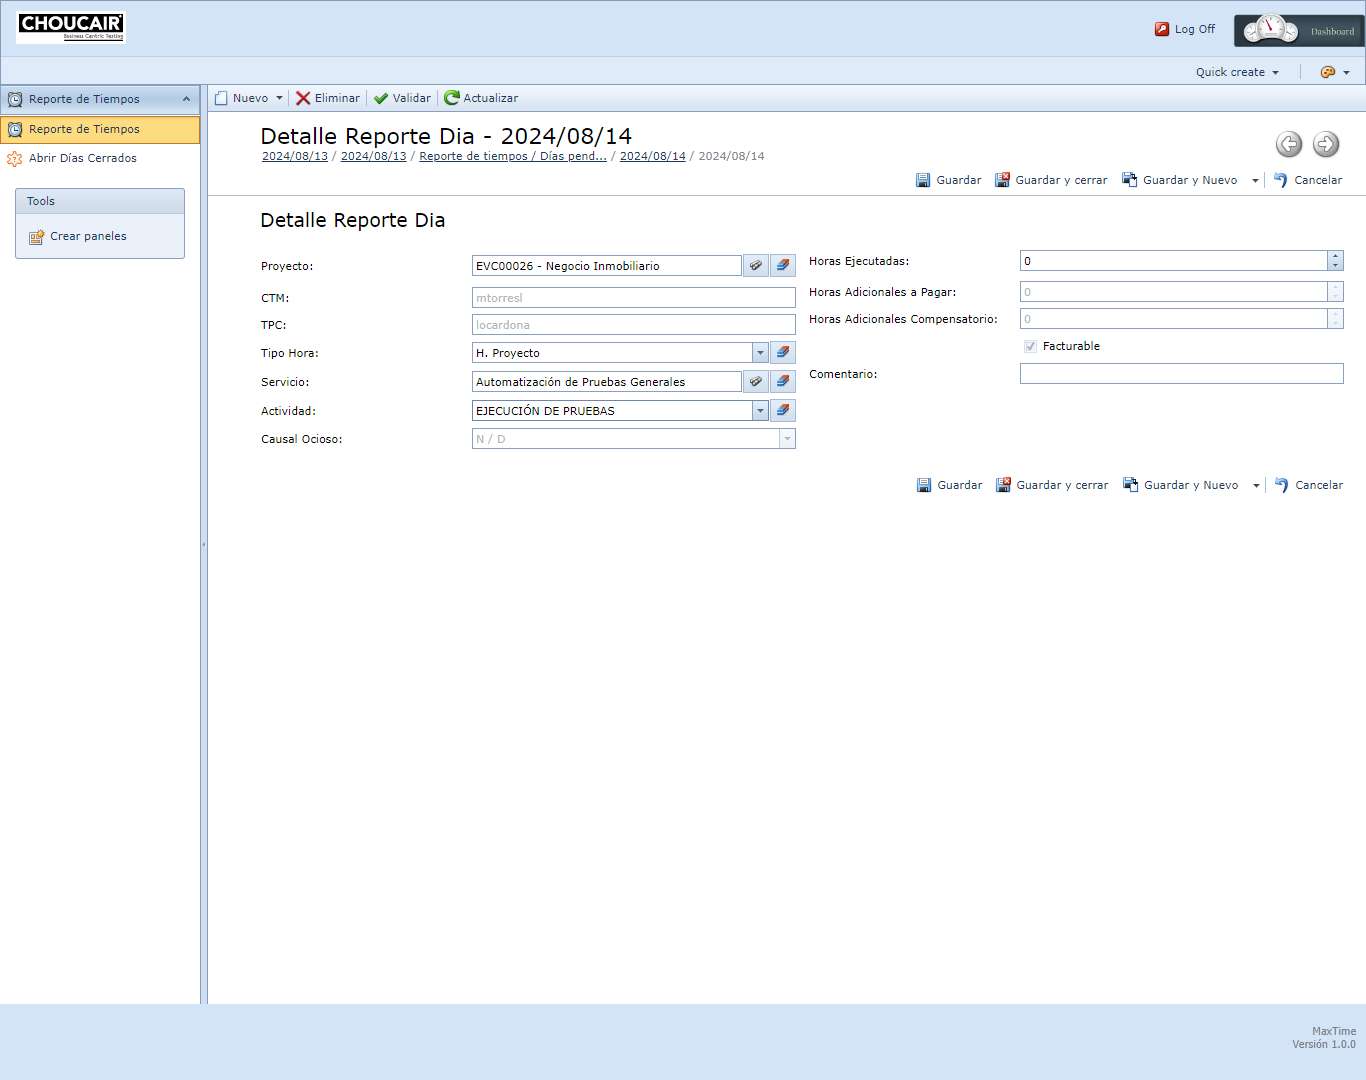 CHOUCAIR
Business Centric Testing
Log Off
Dashboard
Quick create
Reporte de Tiempos
Nuevo
Eliminar
Validar
Actualizar
Reporte de Tiempos
Abrir Días Cerrados
Tools
Crear paneles
Detalle Reporte Dia - 2024/08/14
2024/08/13 / 2024/08/13 / Reporte de tiempos / Días pend... / 2024/08/14 / 2024/08/14
Guardar
Guardar y cerrar
Guardar y Nuevo
Cancelar
Detalle Reporte Dia
Proyecto: EVC00026 - Negocio Inmobiliario
CTM: mtorresl
TPC: locardona
Tipo Hora: H. Proyecto
Servicio: Automatización de Pruebas Generales
Actividad: EJECUCIÓN DE PRUEBAS
Causal Ocioso: N / D
Horas Ejecutadas: 0
Horas Adicionales a Pagar: 0
Horas Adicionales Compensatorio: 0
Facturable
Comentario:
Guardar
Guardar y cerrar
Guardar y Nuevo
Cancelar
MaxTime
Versión 1.0.0